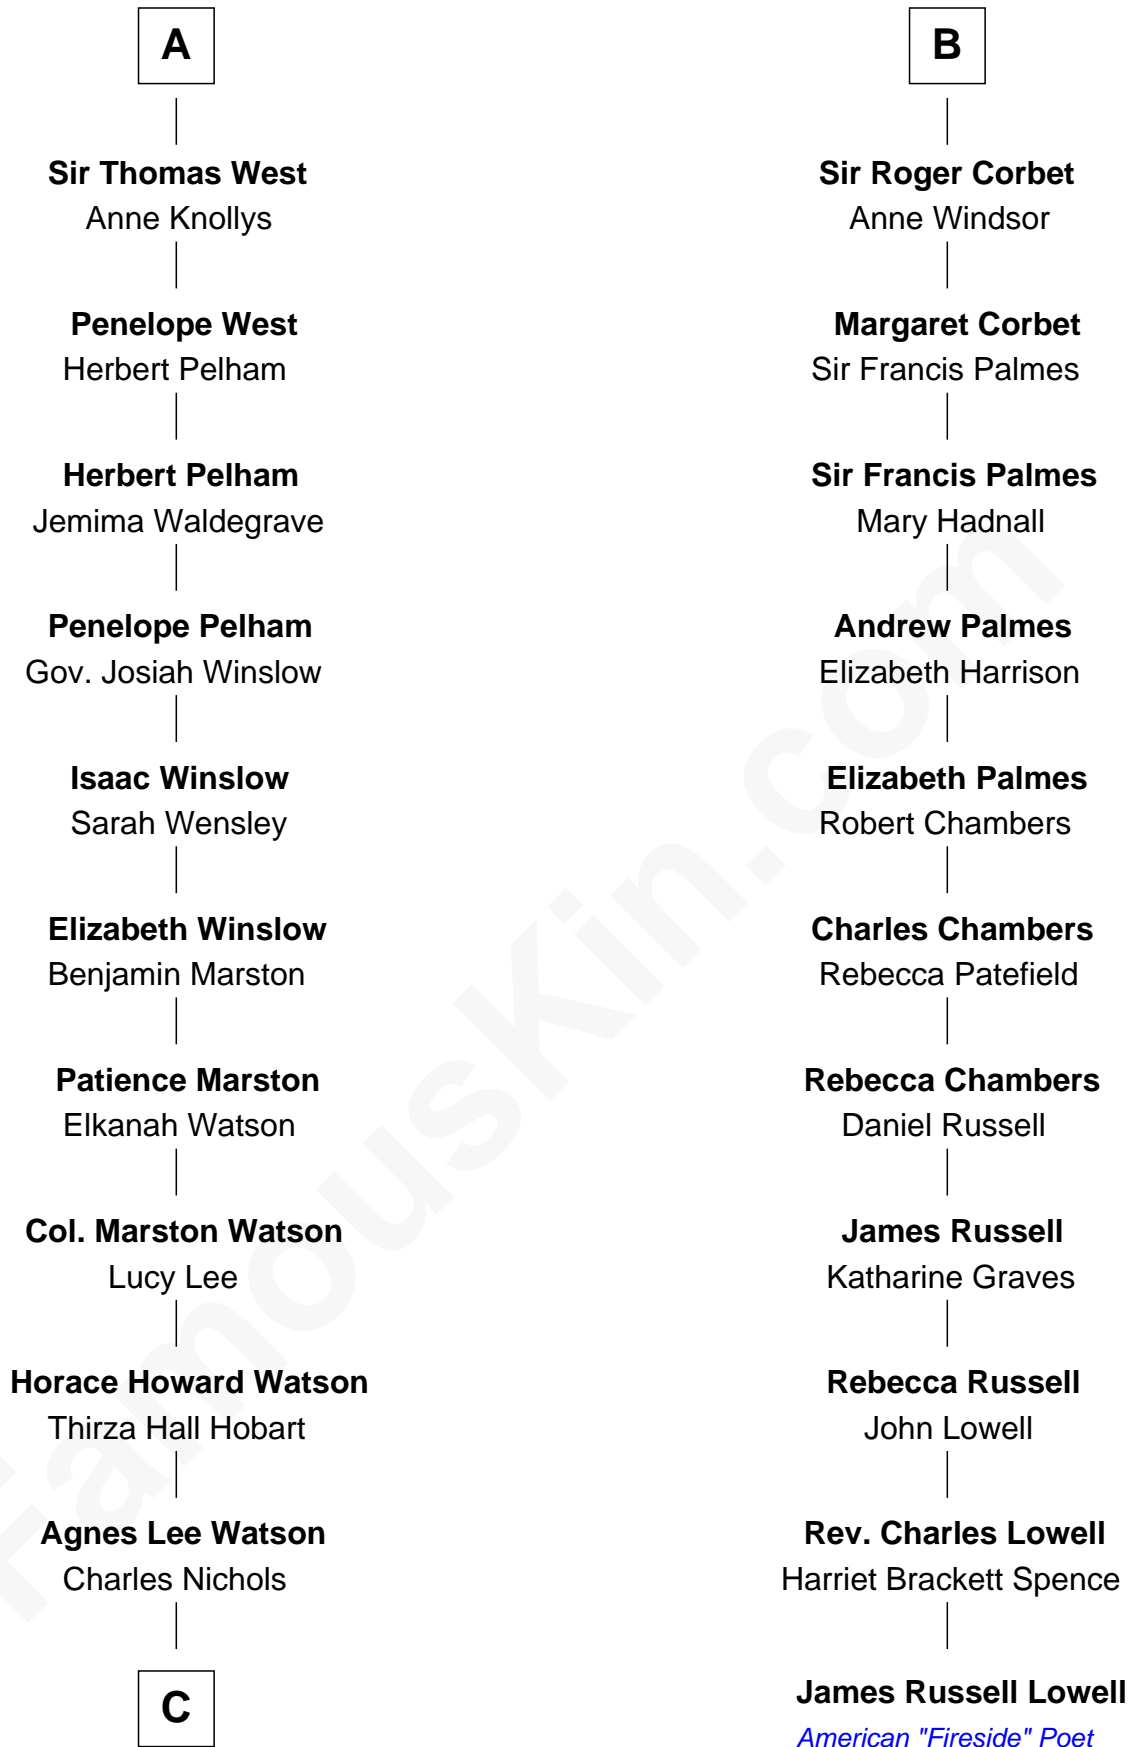 A
Sir Thomas West
Anne Knollys
Penelope West
Herbert Pelham
Herbert Pelham
Jemima Waldegrave
Penelope Pelham
Gov. Josiah Winslow
Isaac Winslow
Sarah Wensley
Elizabeth Winslow
Benjamin Marston
Patience Marston
Elkanah Watson
Col. Marston Watson
Lucy Lee
Horace Howard Watson
Thirza Hall Hobart
Agnes Lee Watson
Charles Nichols
C
B
Sir Roger Corbet
Anne Windsor
Margaret Corbet
Sir Francis Palmes
Sir Francis Palmes
Mary Hadnall
Andrew Palmes
Elizabeth Harrison
Elizabeth Palmes
Robert Chambers
Charles Chambers
Rebecca Patefield
Rebecca Chambers
Daniel Russell
James Russell
Katharine Graves
Rebecca Russell
John Lowell
Rev. Charles Lowell
Harriet Brackett Spence
James Russell Lowell
American "Fireside" Poet
FamousKin.com